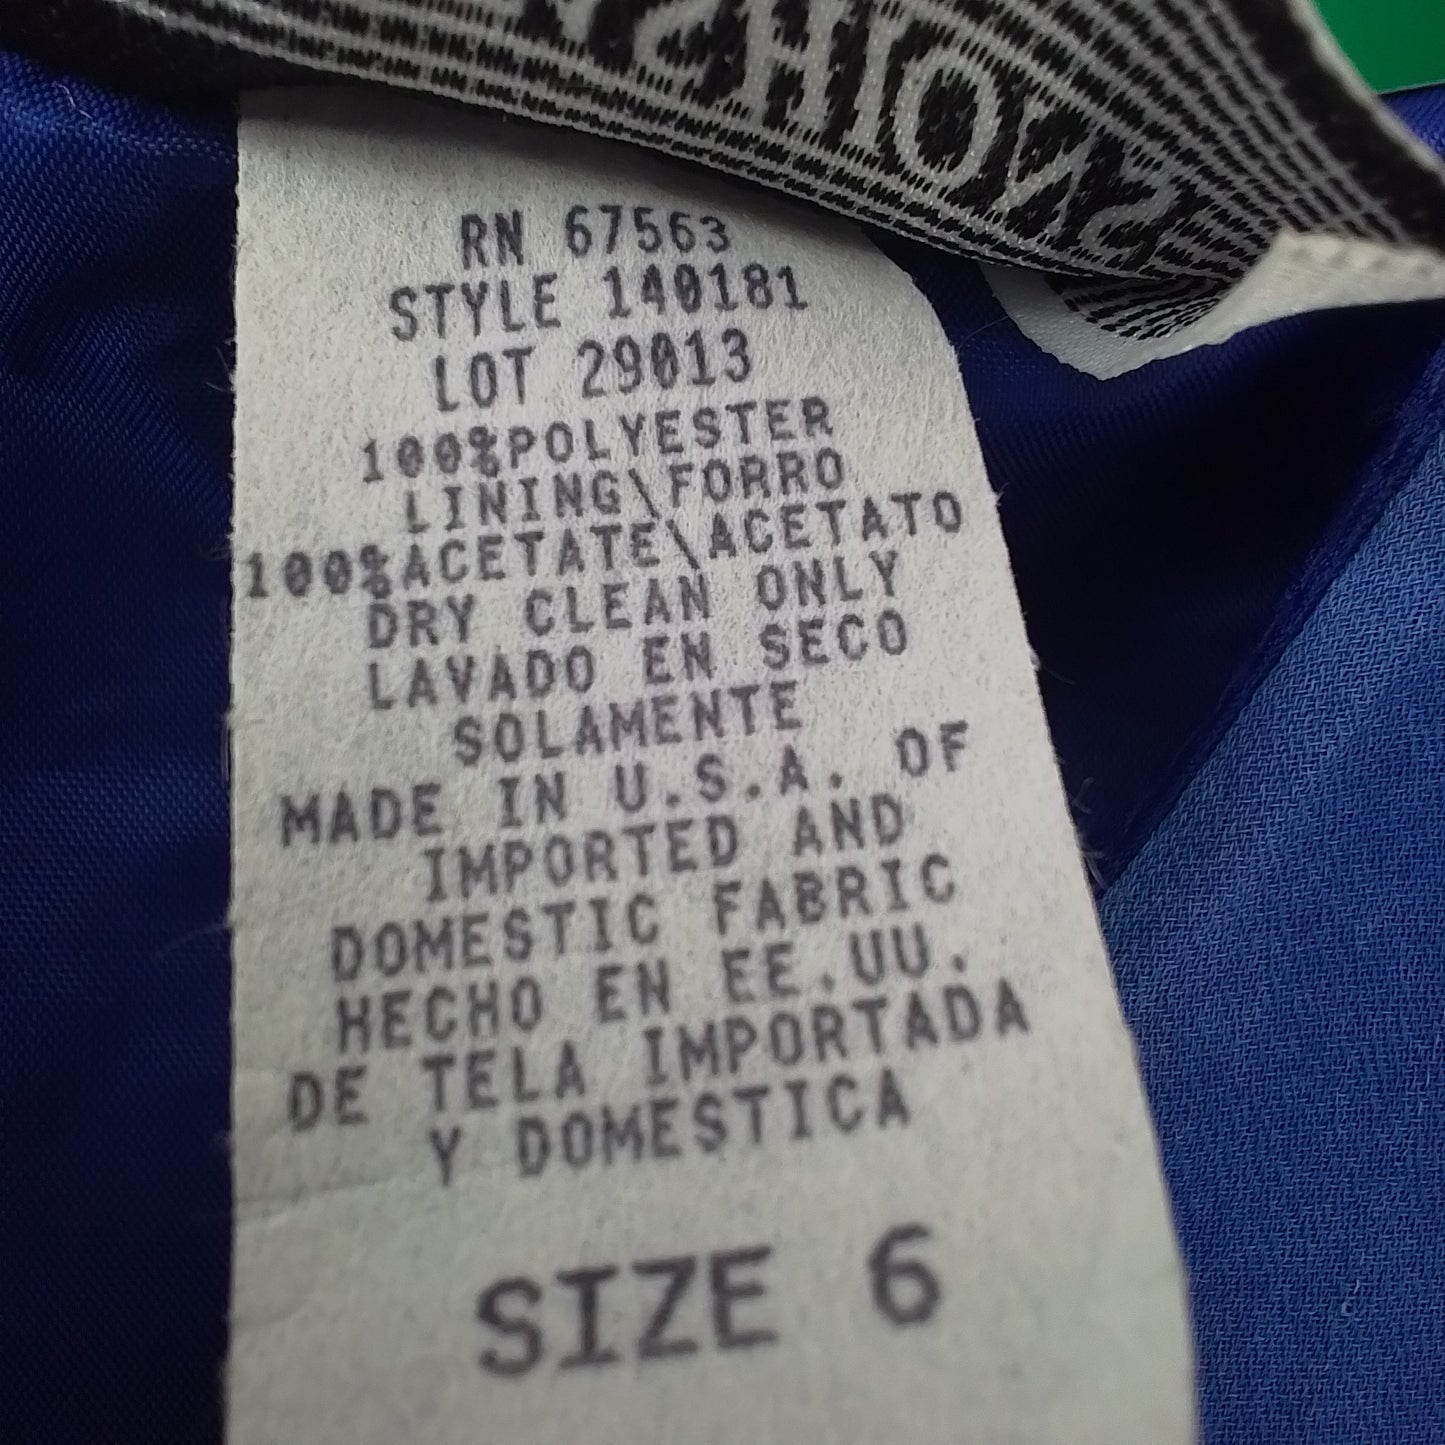 RN 67563
STYLE 140181
LOT 29013
100%POLYESTER
LINING\FORRO
100%ACETATE\ACETATO
DRY CLEAN ONLY
LAVADO EN SECO
SOLAMENTE
MADE IN U.S.A. OF
IMPORTED AND
DOMESTIC FABRIC
HECHO EN EE.UU.
DE TELA IMPORTADA
Y DOMESTICA
SIZE 6